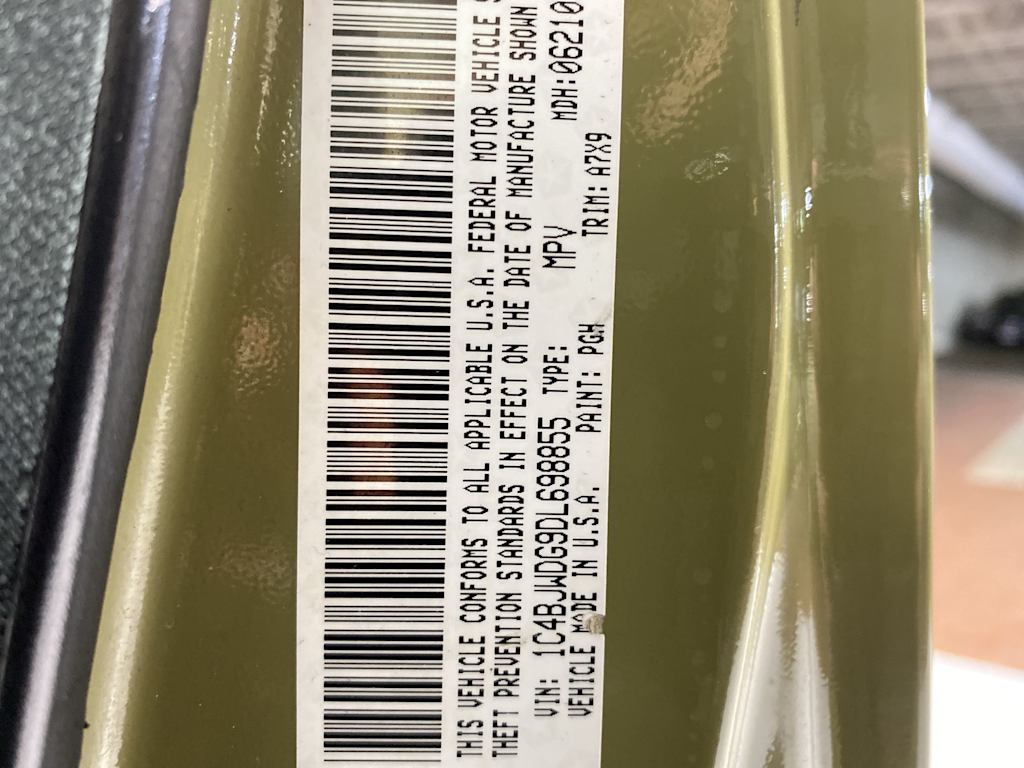 THIS VEHICLE CONFORMS TO ALL APPLICABLE U.S.A. FEDERAL MOTOR VEHICLE S
THEFT PREVENTION STANDARDS IN EFFECT ON THE DATE OF MANUFACTURE SHOWN
VIN: 1C4BJWDG9DL698855 TYPE: MPV MDH:06210
VEHICLE MADE IN U.S.A. PAINT: PGH TRIM: A7X9